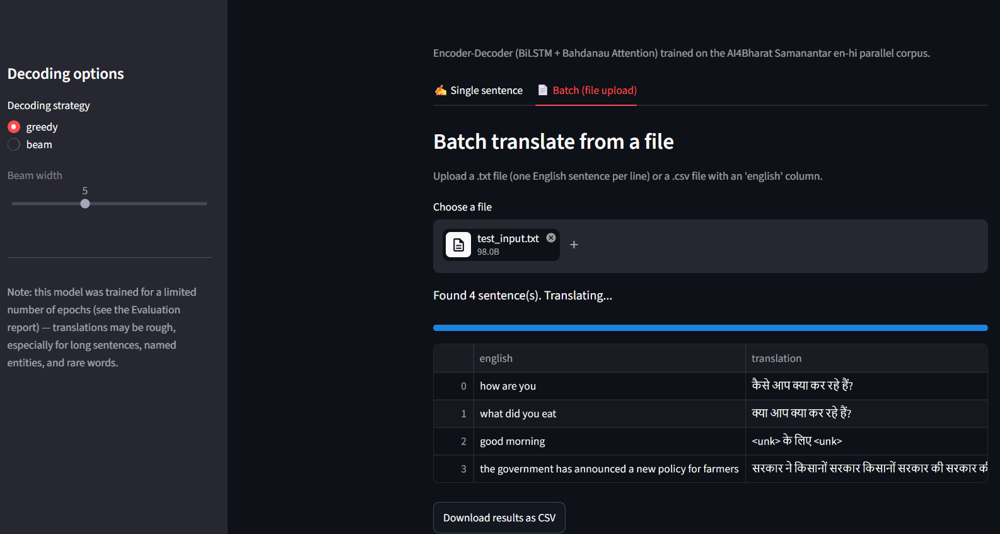 Decoding options
Decoding strategy
greedy
beam
Beam width
5
Note: this model was trained for a limited
number of epochs (see the Evaluation
report) — translations may be rough,
especially for long sentences, named
entities, and rare words.
Encoder-Decoder (BiLSTM + Bahdanau Attention) trained on the AI4Bharat Samanantar en-hi parallel corpus.
✍️ Single sentence 📄 Batch (file upload)
Batch translate from a file
Upload a .txt file (one English sentence per line) or a .csv file with an 'english' column.
Choose a file
test_input.txt
98.0B
Found 4 sentence(s). Translating...
english translation
0 how are you कैसे आप क्या कर रहे हैं?
1 what did you eat क्या आप क्या कर रहे हैं?
2 good morning <unk> के लिए <unk>
3 the government has announced a new policy for farmers सरकार ने किसानों सरकार किसानों सरकार की सरकार की
Download results as CSV